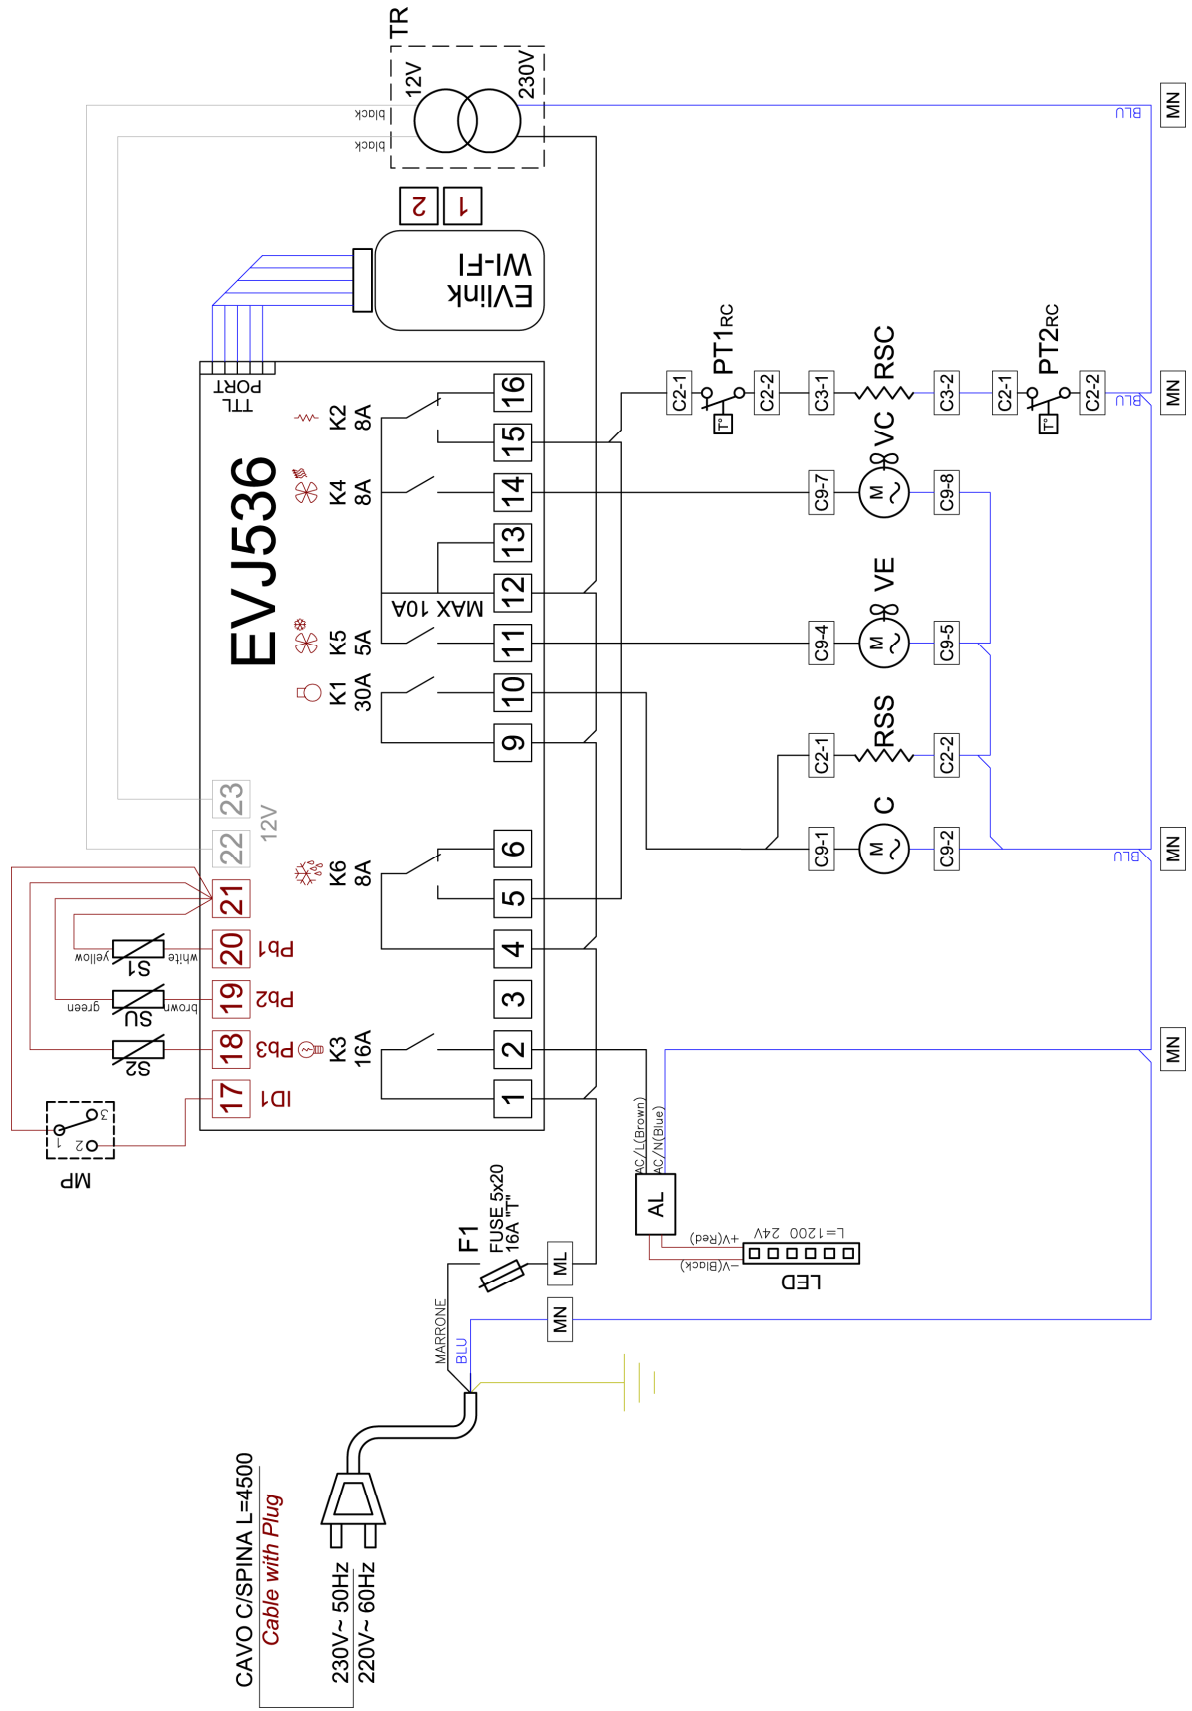 CAVO C/SPINA L=4500
Cable with Plug
230V~ 50Hz
220V~ 60Hz
MARRONE
BLU
F1
FUSE 5x20
16A "T"
ML
MN
MP
1
2
3
S2
SU
S1
green
brown
yellow
white
17
18
19
20
21
22
23
ID1
Pb3
Pb2
Pb1
12V
EVJ536
TTL
PORT
K3
16A
K6
8A
K1
30A
K5
5A
K4
8A
K2
8A
MAX 10A
1
2
3
4
5
6
9
10
11
12
13
14
15
16
EVlink
WI-FI
1
2
TR
12V
230V
black
black
AC/L(Brown)
AC/N(Blue)
AL
+V(Red)
-V(Black)
L=1200 24V
LED
C9-1
M
C
C9-2
C2-1
RSS
C2-2
C9-4
M
VE
C9-5
C9-7
M
VC
C9-8
C2-1
T°
PT1RC
C2-2
C3-1
RSC
C3-2
C2-1
T°
PT2RC
C2-2
BLU
BLU
BLU
MN
MN
MN
MN